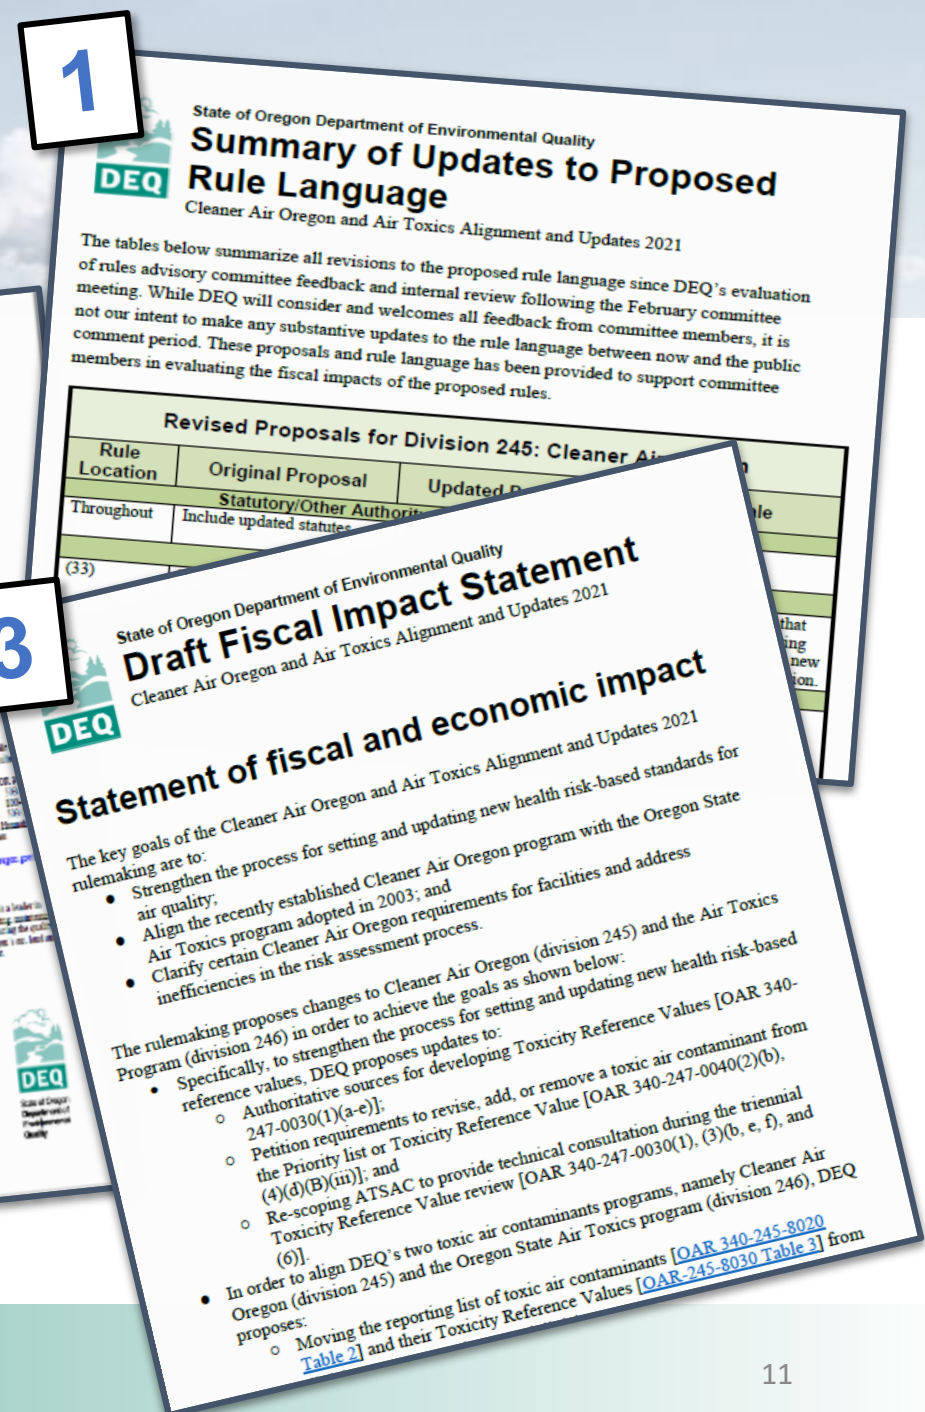 1
State of Oregon Department of Environmental Quality
Summary of Updates to Proposed
Rule Language
Cleaner Air Oregon and Air Toxics Alignment and Updates 2021
DEQ
The tables below summarize all revisions to the proposed rule language since DEQ's evaluation
of rules advisory committee feedback and internal review following the February committee
meeting. While DEQ will consider and welcomes all feedback from committee members, it is
not our intent to make any substantive updates to the rule language between now and the public
comment period. These proposals and rule language has been provided to support committee
members in evaluating the fiscal impacts of the proposed rules.
Revised Proposals for Division 245: Cleaner
Rule
Location
Original Proposal
Updated
Statutory/Other
Throughout
Include updated statutes
(33)
that
new
3
State of Oregon Department of Environmental Quality
Draft Fiscal Impact Statement
Cleaner Air Oregon and Air Toxics Alignment and Updates 2021
DEQ
Statement of fiscal and economic impact
The key goals of the Cleaner Air Oregon and Air Toxics Alignment and Updates 2021
rulemaking are to:
● Strengthen the process for setting and updating new health risk-based standards for
air quality;
● Align the recently established Cleaner Air Oregon program with the Oregon State
Air Toxics program adopted in 2003; and
● Clarify certain Cleaner Air Oregon requirements for facilities and address
inefficiencies in the risk assessment process.
The rulemaking proposes changes to Cleaner Air Oregon (division 245) and the Air Toxics
Program (division 246) in order to achieve the goals as shown below:
• Specifically, to strengthen the process for setting and updating new health risk-based
reference values, DEQ proposes updates to:
○ Authoritative sources for developing Toxicity Reference Values [OAR 340-
247-0030(1)(a-e)];
○ Petition requirements to revise, add, or remove a toxic air contaminant from
the Priority list or Toxicity Reference Value [OAR 340-247-0040(2)(b),
(4)(d)(B)(iii)]; and
○ Re-scoping ATSAC to provide technical consultation during the triennial
Toxicity Reference Value review [OAR 340-247-0030(1), (3)(b, e, f), and
(6)].
● In order to align DEQ's two toxic air contaminants programs, namely Cleaner Air
Oregon (division 245) and the Oregon State Air Toxics program (division 246), DEQ
proposes:
○ Moving the reporting list of toxic air contaminants [OAR 340-245-8020
Table 2] and their Toxicity Reference Values [OAR-245-8030 Table 3] from
DEQ
State of Oregon
Department of
Environmental
Quality
11